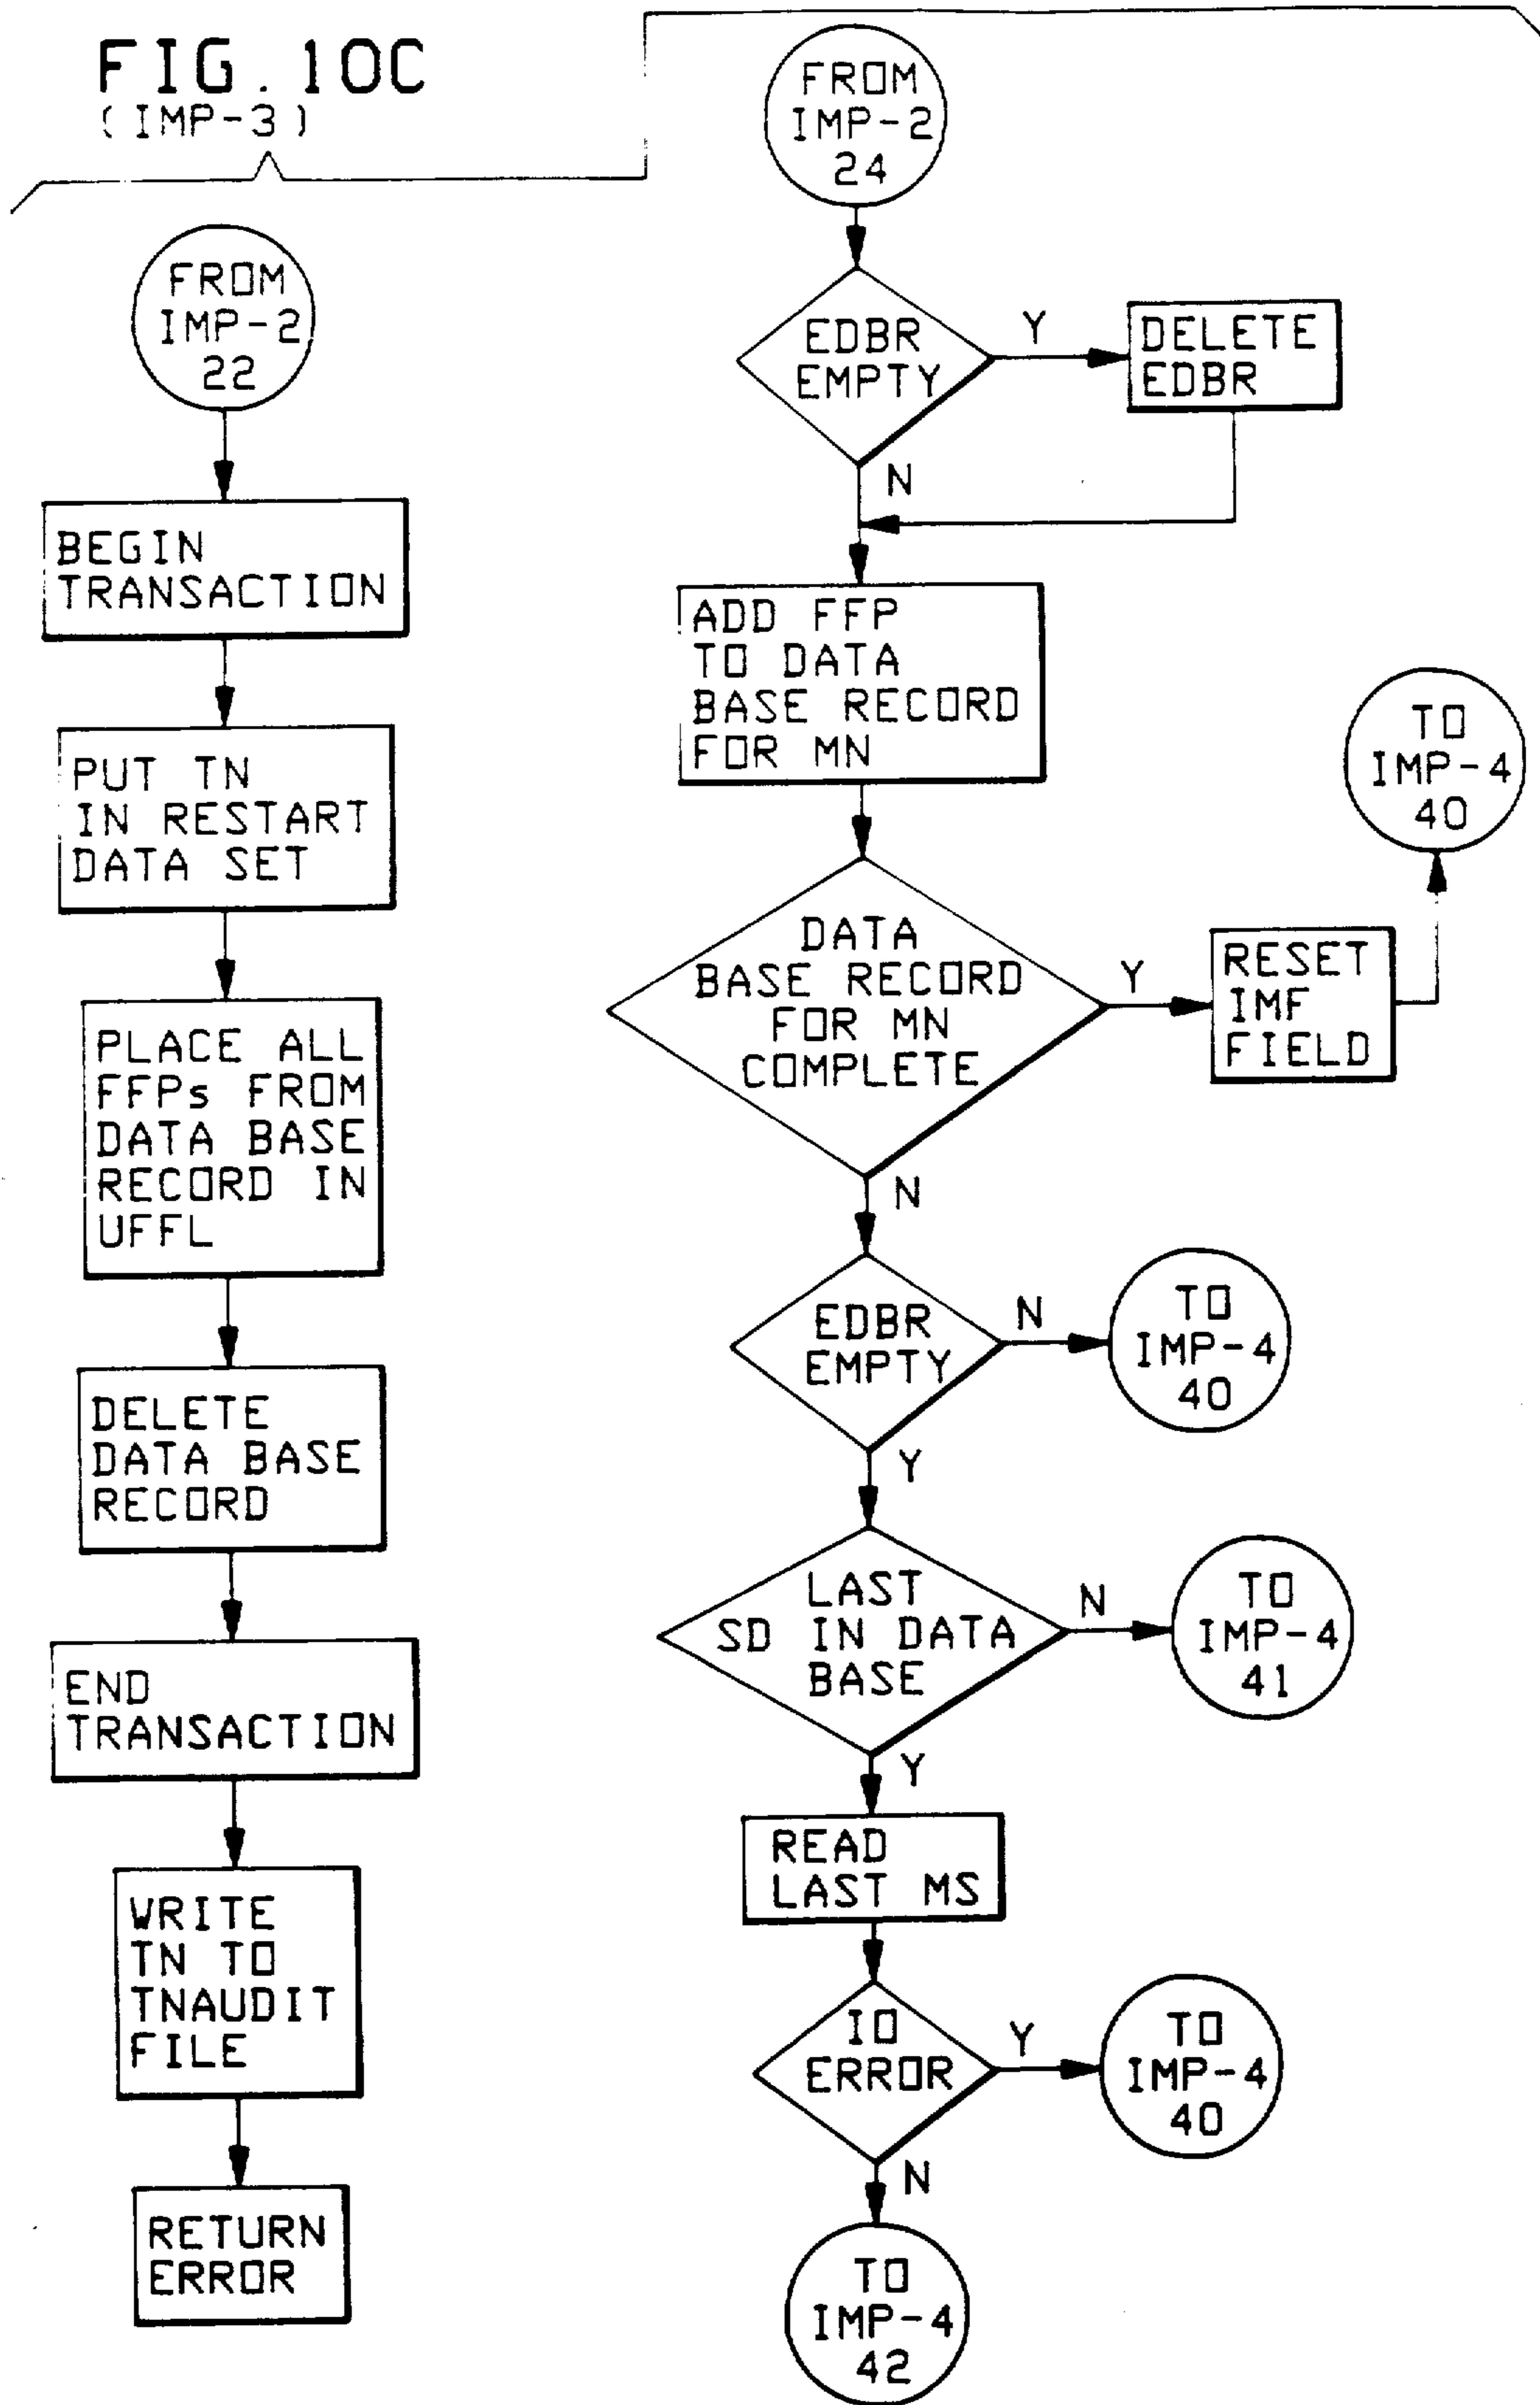 FIG. 10C
(IMP-3)
FROM
IMP-2
22
BEGIN
TRANSACTION
PUT TN
IN RESTART
DATA SET
PLACE ALL
FFPs FROM
DATA BASE
RECORD IN
UFFL
DELETE
DATA BASE
RECORD
END
TRANSACTION
WRITE
TN TO
TNAUDIT
FILE
RETURN
ERROR
FROM
IMP-2
24
EDBR
EMPTY
Y
DELETE
EDBR
N
ADD FFP
TO DATA
BASE RECORD
FOR MN
DATA
BASE RECORD
FOR MN
COMPLETE
Y
RESET
IMF
FIELD
TO
IMP-4
40
N
EDBR
EMPTY
N
TO
IMP-4
40
Y
LAST
SD IN DATA
BASE
N
TO
IMP-4
41
Y
READ
LAST MS
IO
ERROR
Y
TO
IMP-4
40
N
TO
IMP-4
42